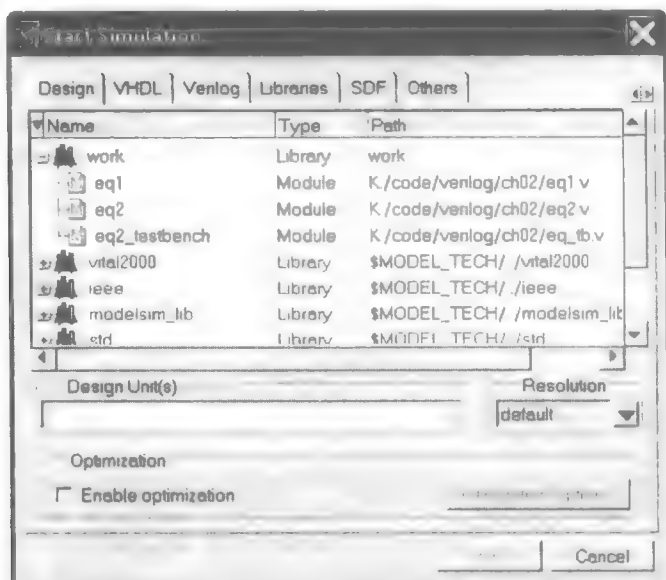 Start Simulation
Design VHDL Verilog Libraries SDF Others
Name Type Path
work Library work
eq1 Module K:/code/verilog/ch02/eq1.v
eq2 Module K:/code/verilog/ch02/eq2.v
eq2_testbench Module K:/code/verilog/ch02/eq_tb.v
vital2000 Library $MODEL_TECH/../vital2000
ieee Library $MODEL_TECH/../ieee
modelsim_lib Library $MODEL_TECH/../modelsim_lib
std Library $MODEL_TECH/../std
Design Unit(s) Resolution
default
Optimization
Enable optimization
Cancel